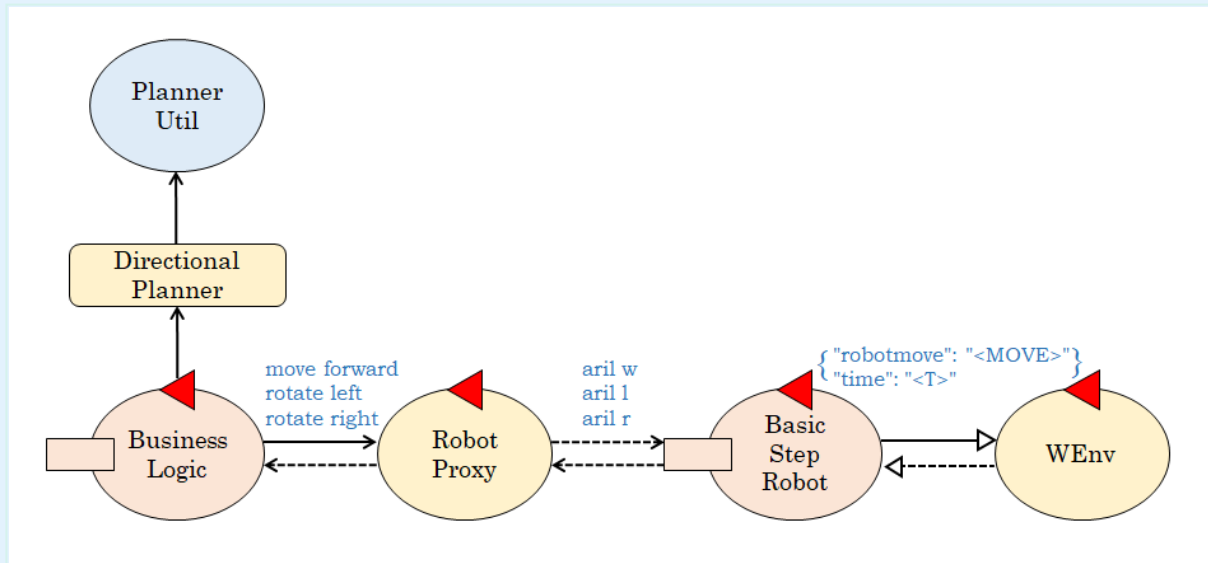 Planner
Util
Directional
Planner
move forward
rotate left
rotate right
aril w
aril l
aril r
{ "robotmove": "<MOVE>" }
"time": "<T>"
Business
Logic
Robot
Proxy
Basic
Step
Robot
WEnv